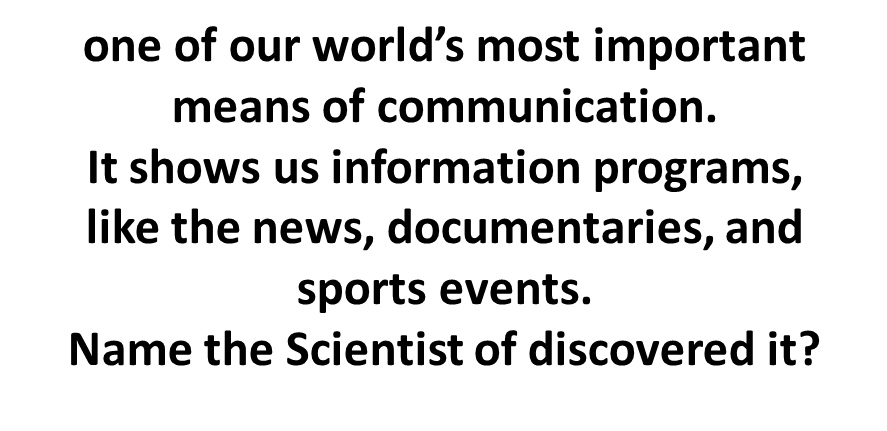 one of our world’s most important
means of communication.
It shows us information programs,
like the news, documentaries, and
sports events.
Name the Scientist of discovered it?